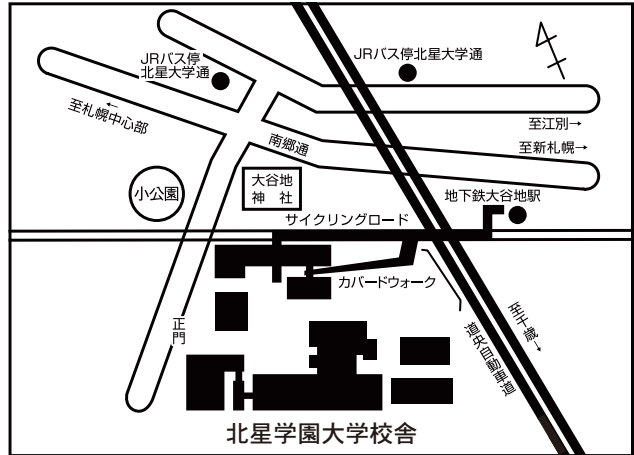 JRバス停
北星大学通
JRバス停北星大学通
至札幌中心部
←
至江別→
南郷通
至新札幌→
小公園
大谷地
神　社
地下鉄大谷地駅
サイクリングロード
カバードウォーク
正門
至千歳→
道央自動車道
北星学園大学校舎